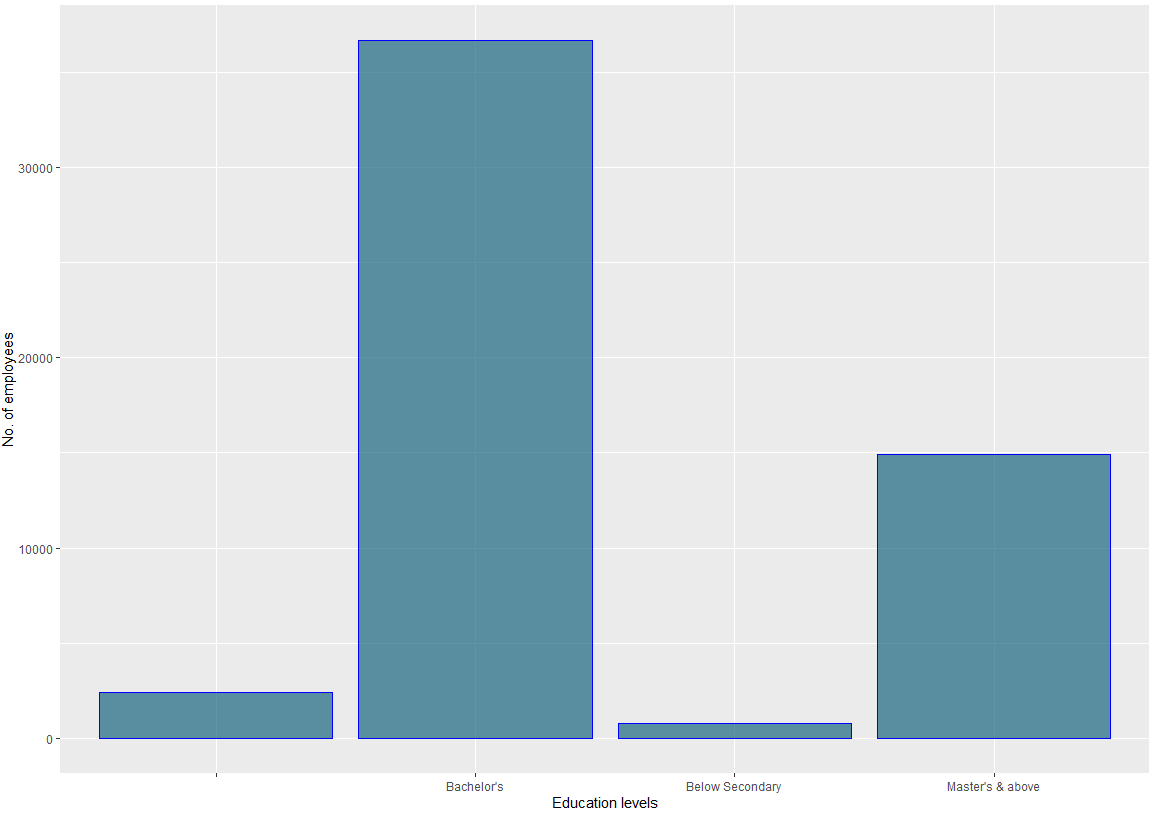 No. of employees
30000
20000
10000
0
Bachelor's
Below Secondary
Master's & above
Education levels